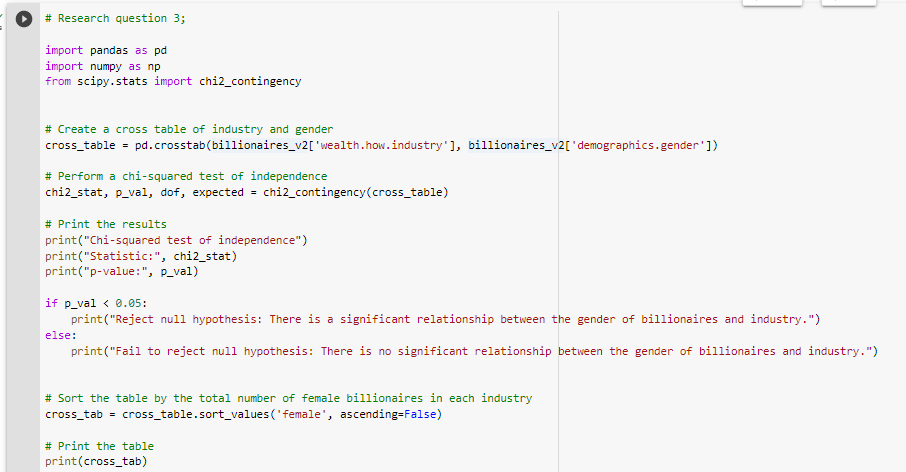 # Research question 3;
import pandas as pd
import numpy as np
from scipy.stats import chi2_contingency
# Create a cross table of industry and gender
cross_table = pd.crosstab(billionaires_v2['wealth.how.industry'], billionaires_v2['demographics.gender'])
# Perform a chi-squared test of independence
chi2_stat, p_val, dof, expected = chi2_contingency(cross_table)
# Print the results
print("Chi-squared test of independence")
print("Statistic:", chi2_stat)
print("p-value:", p_val)
if p_val < 0.05:
    print("Reject null hypothesis: There is a significant relationship between the gender of billionaires and industry.")
else:
    print("Fail to reject null hypothesis: There is no significant relationship between the gender of billionaires and industry.")
# Sort the table by the total number of female billionaires in each industry
cross_tab = cross_table.sort_values('female', ascending=False)
# Print the table
print(cross_tab)